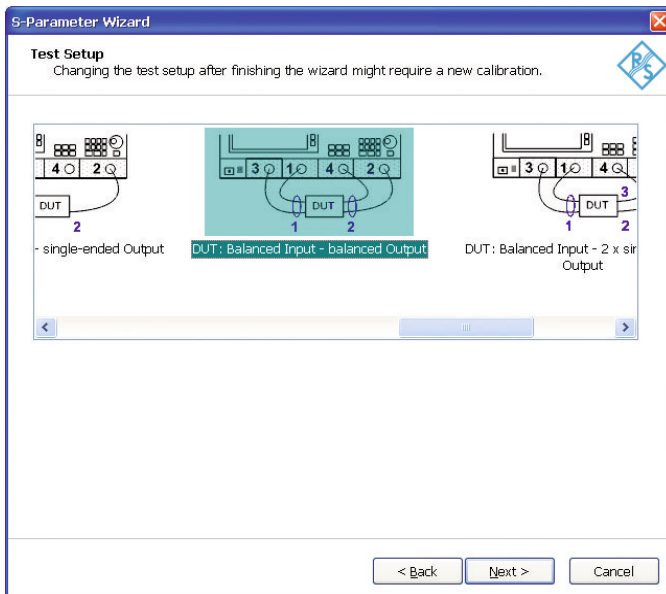 S-Parameter Wizard
Test Setup
Changing the test setup after finishing the wizard might require a new calibration.
R&S
4 2
DUT
2
- single-ended Output
3 1 4 2
DUT
1 2
DUT: Balanced Input - balanced Output
3 1 4
3
DUT
1 2
DUT: Balanced Input - 2 x sin
Output
< Back
Next >
Cancel